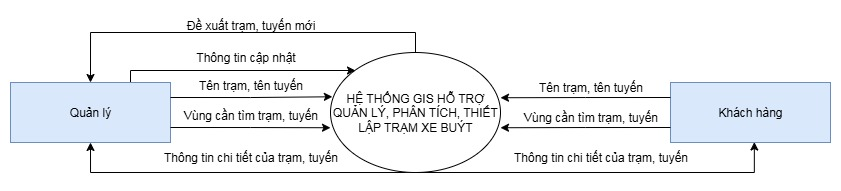 Đề xuất trạm, tuyến mới
Thông tin cập nhật
Tên trạm, tên tuyến
Vùng cần tìm trạm, tuyến
Thông tin chi tiết của trạm, tuyến
Quản lý
HỆ THỐNG GIS HỖ TRỢ
QUẢN LÝ, PHÂN TÍCH, THIẾT
LẬP TRẠM XE BUÝT
Tên trạm, tên tuyến
Vùng cần tìm trạm, tuyến
Thông tin chi tiết của trạm, tuyến
Khách hàng